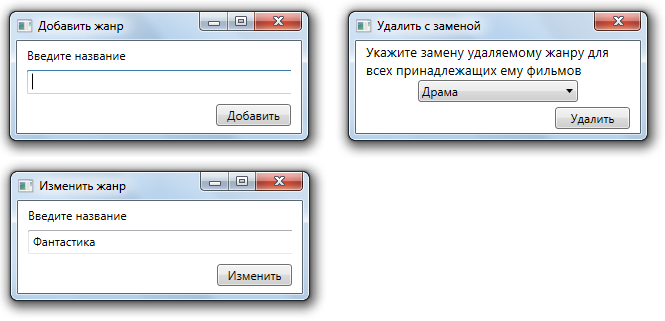 Добавить жанр
Введите название
Добавить
Удалить с заменой
Укажите замену удаляемому жанру для
всех принадлежащих ему фильмов
Драма
Удалить
Изменить жанр
Введите название
Фантастика
Изменить